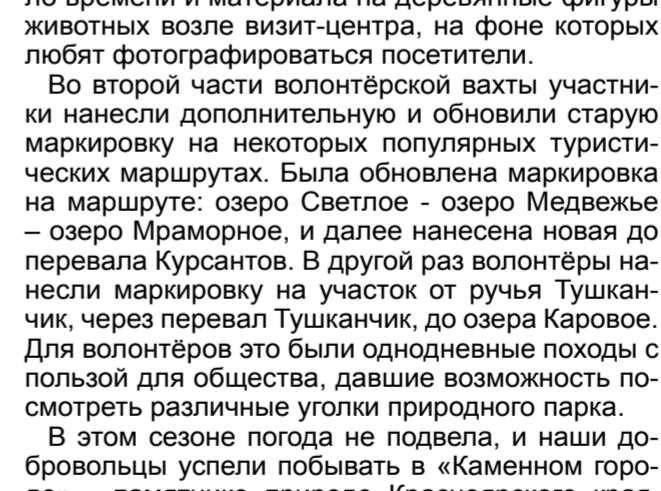 ло времени и материала на деревянные фигуры
животных возле визит-центра, на фоне которых
любят фотографироваться посетители.
Во второй части волонтёрской вахты участни-
ки нанесли дополнительную и обновили старую
маркировку на некоторых популярных туристи-
ческих маршрутах. Была обновлена маркировка
на маршруте: озеро Светлое - озеро Медвежье
– озеро Мраморное, и далее нанесена новая до
перевала Курсантов. В другой раз волонтёры на-
несли маркировку на участок от ручья Тушкан-
чик, через перевал Тушканчик, до озера Каровое.
Для волонтёров это были однодневные походы с
пользой для общества, давшие возможность по-
смотреть различные уголки природного парка.
В этом сезоне погода не подвела, и наши до-
бровольцы успели побывать в «Каменном горо-
памятнике природе Красноярского края